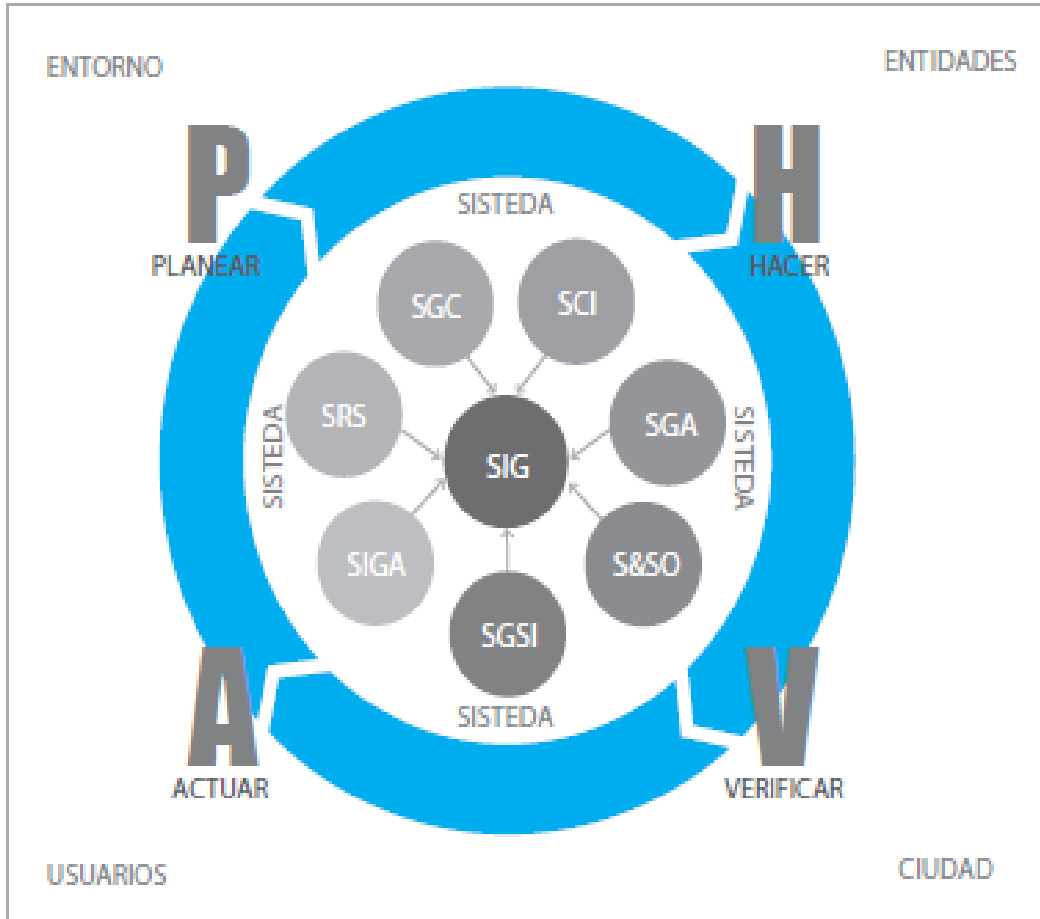 ENTORNO
ENTIDADES
P
PLANEAR
H
HACER
SISTEDA
SGC
SCI
SRS
SGA
SISTEDA
SISTEDA
SIG
SIGA
S&SO
SGSI
SISTEDA
A
ACTUAR
V
VERIFICAR
USUARIOS
CIUDAD